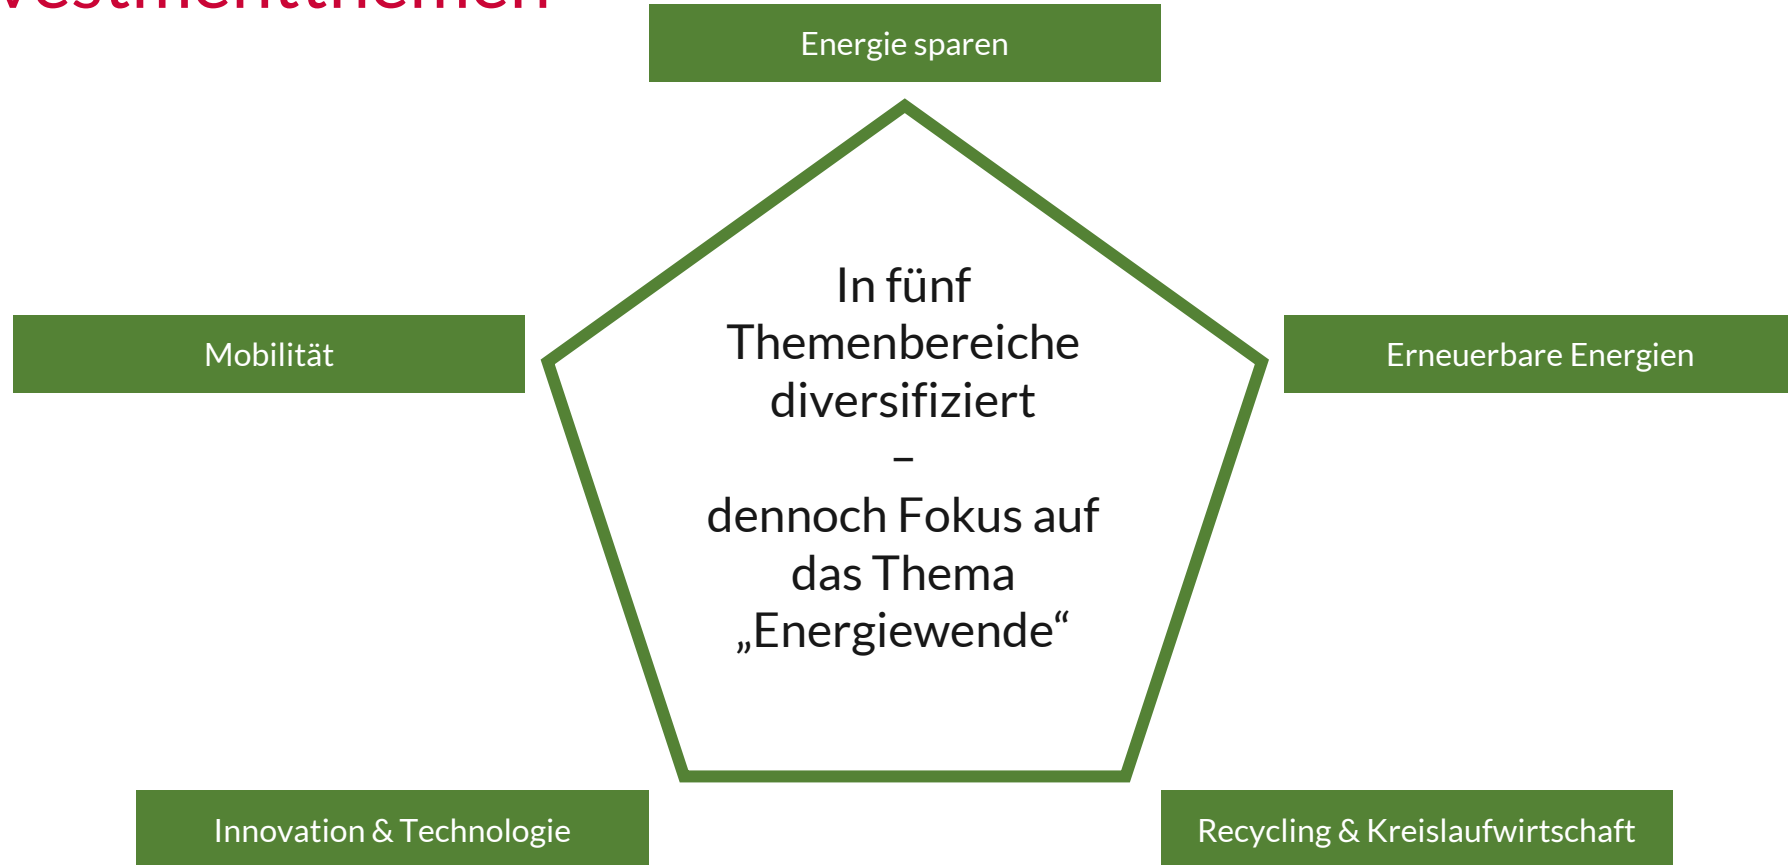 vestmentthemen
Energie sparen
In fünf
Themenbereiche
diversifiziert
–
dennoch Fokus auf
das Thema
„Energiewende“
Mobilität
Erneuerbare Energien
Innovation & Technologie
Recycling & Kreislaufwirtschaft